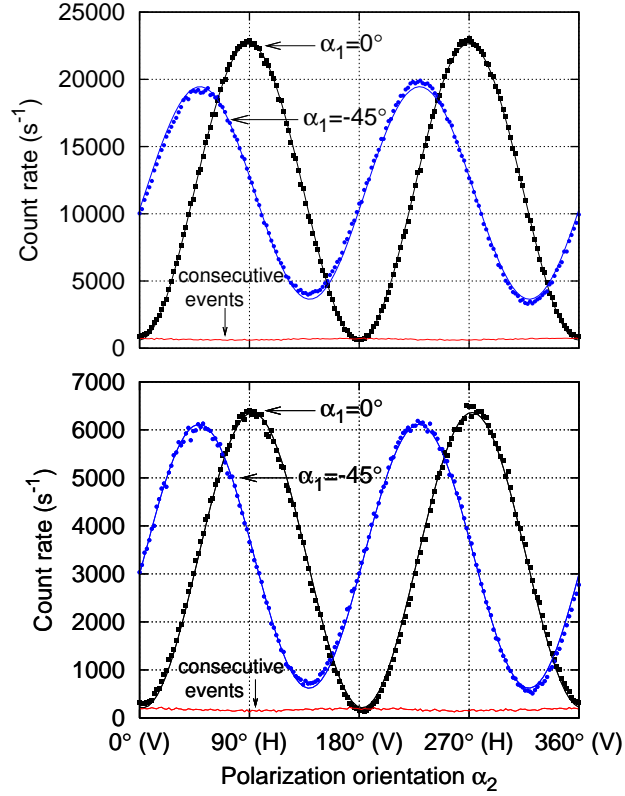 25000
20000
15000
10000
5000
0
Count rate (s⁻¹)
α₁=0°
α₁=-45°
consecutive
events
7000
6000
5000
4000
3000
2000
1000
0
Count rate (s⁻¹)
α₁=0°
α₁=-45°
consecutive
events
0° (V) 90° (H) 180° (V) 270° (H) 360° (V)
Polarization orientation α₂